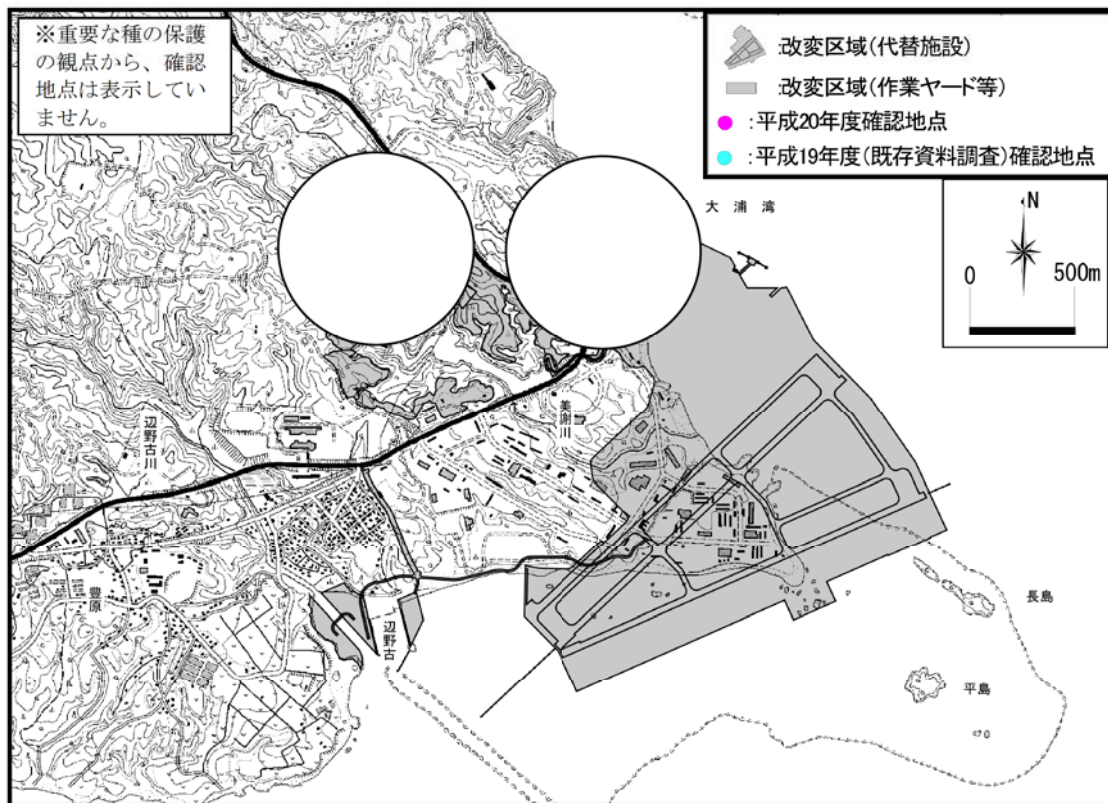 ※重要な種の保護
の観点から、確認
地点は表示してい
ません。
:改変区域(代替施設)
:改変区域(作業ヤード等)
:平成20年度確認地点
:平成19年度(既存資料調査)確認地点
大浦湾
N
0 500m
辺野古川
美謝川
豊原
辺野古
長島
平島